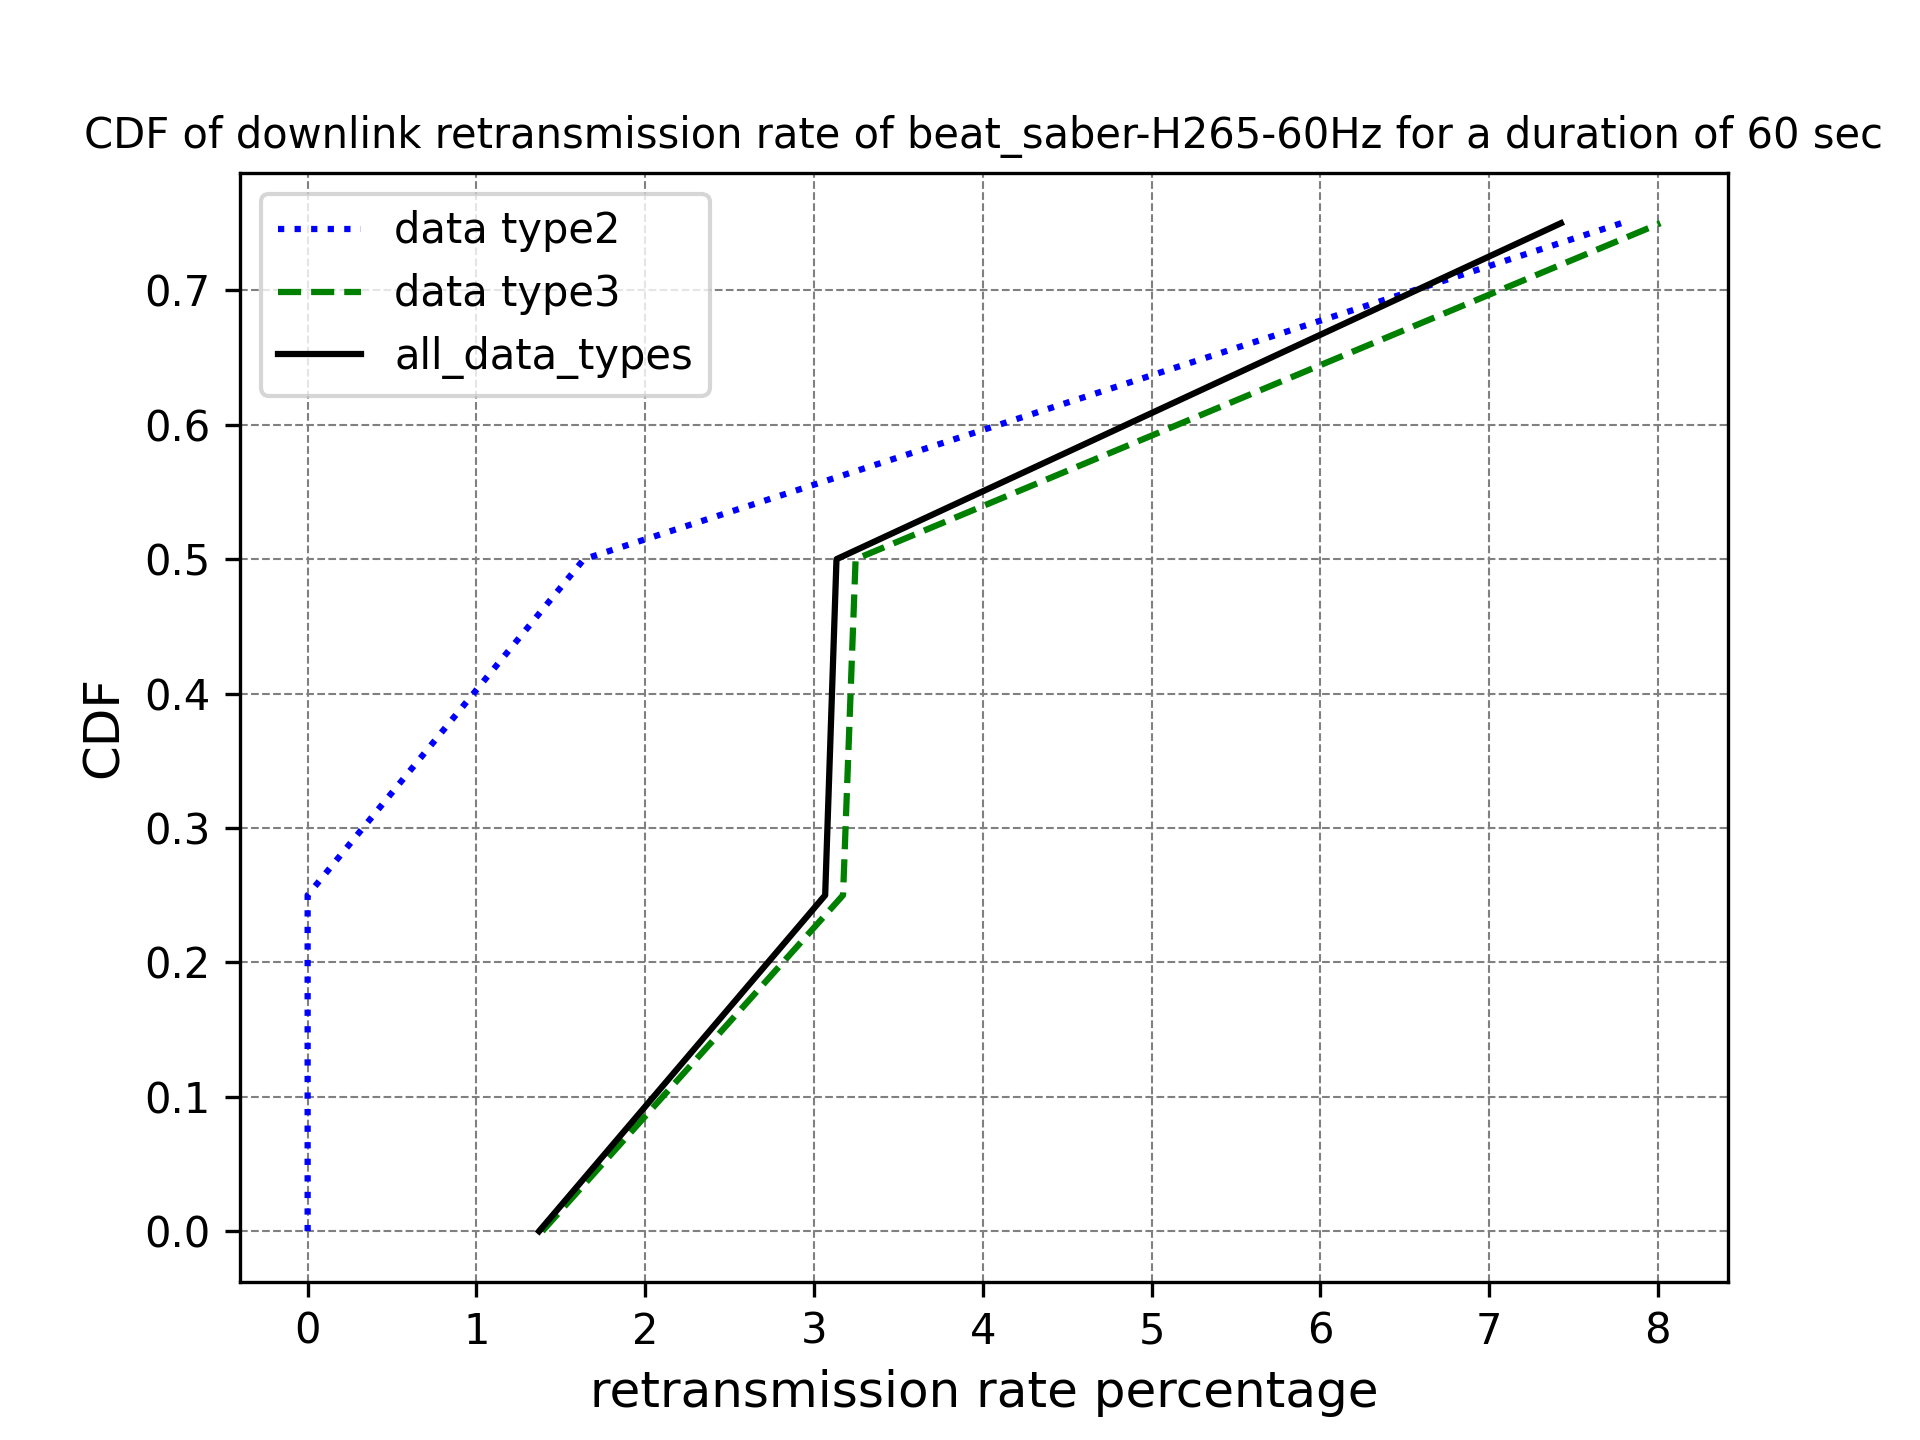 CDF of downlink retransmission rate of beat_saber-H265-60Hz for a duration of 60 sec
data type2
data type3
all_data_types
0.7
0.6
0.5
0.4
0.3
0.2
0.1
0.0
CDF
0 1 2 3 4 5 6 7 8
retransmission rate percentage